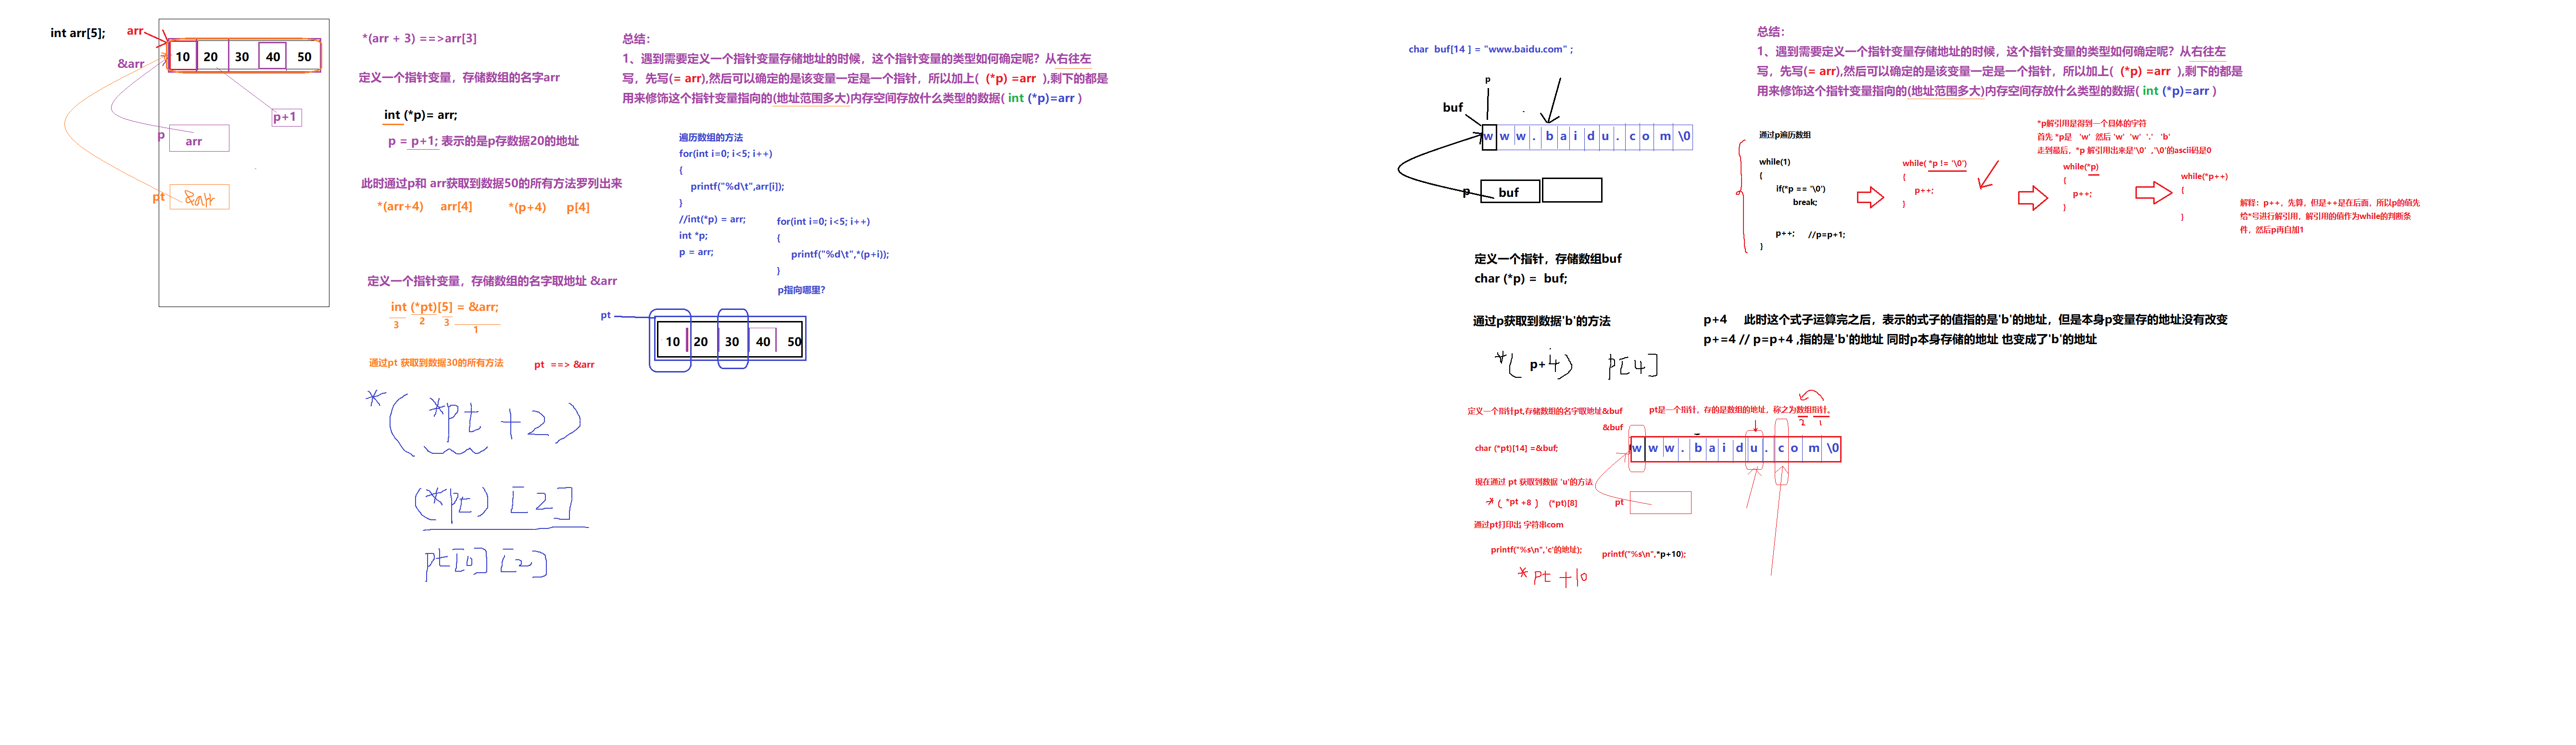 int arr[5];
arr
&arr
10 20 30 40 50
p+1
p
arr
pt
&arr
*(arr + 3) ==>arr[3]
定义一个指针变量，存储数组的名字arr
int (*p)= arr;
p = p+1; 表示的是p存数据20的地址
此时通过p和 arr获取到数据50的所有方法罗列出来
*(arr+4) arr[4] *(p+4) p[4]
定义一个指针变量，存储数组的名字取地址 &arr
int (*pt)[5] = &arr;
3 2 3 1
通过pt 获取到数据30的所有方法 pt ==> &arr
*(*pt +2)
(*pt) [2]
pt[0] [2]
总结：
1、遇到需要定义一个指针变量存储地址的时候，这个指针变量的类型如何确定呢？从右往左
写，先写(= arr),然后可以确定的是该变量一定是一个指针，所以加上( (*p) =arr ),剩下的都是
用来修饰这个指针变量指向的(地址范围多大)内存空间存放什么类型的数据( int (*p)=arr )
遍历数组的方法
for(int i=0; i<5; i++)
{
printf("%d\t",arr[i]);
}
//int(*p) = arr;
int *p;
p = arr;
for(int i=0; i<5; i++)
{
printf("%d\t",*(p+i));
}
p指向哪里?
pt
10 20 30 40 50
char buf[14 ] = "www.baidu.com" ;
p
buf
w w w . b a i d u . c o m \0
p
buf
定义一个指针，存储数组buf
char (*p) = buf;
通过p获取到数据'b'的方法
*( p+ 4) p[4]
总结：
1、遇到需要定义一个指针变量存储地址的时候，这个指针变量的类型如何确定呢？从右往左
写，先写(= arr),然后可以确定的是该变量一定是一个指针，所以加上( (*p) =arr ),剩下的都是
用来修饰这个指针变量指向的(地址范围多大)内存空间存放什么类型的数据( int (*p)=arr )
通过p遍历数组
while(1)
{
if(*p == '\0')
break;
p++; //p=p+1;
}
while( *p != '\0')
{
p++;
}
*p解引用是得到一个具体的字符
首先 *p是 'w' 然后 'w' 'w' '.' 'b'
走到最后，*p 解引用出来是'\0' ,'\0'的ascii码是0
while(*p)
{
p++;
}
while(*p++)
{
}
解释：p++，先算，但是++是在后面，所以p的值先
给*号进行解引用，解引用的值作为while的判断条
件，然后p再自加1
p+4 此时这个式子运算完之后，表示的式子的值指的是'b'的地址，但是本身p变量存的地址没有改变
p+=4 // p=p+4 ,指的是'b'的地址 同时p本身存储的地址 也变成了'b'的地址
定义一个指针pt,存储数组的名字取地址&buf
pt是一个指针，存的是数组的地址，称之为数组指针。
2 1
&buf
char (*pt)[14] =&buf;
w w w . b a i d u . c o m \0
现在通过 pt 获取到数据 'u'的方法
*( *pt +8 ) (*pt)[8]
pt
通过pt打印出 字符串com
printf("%s\n",'c'的地址); printf("%s\n",*p+10);
*pt +10